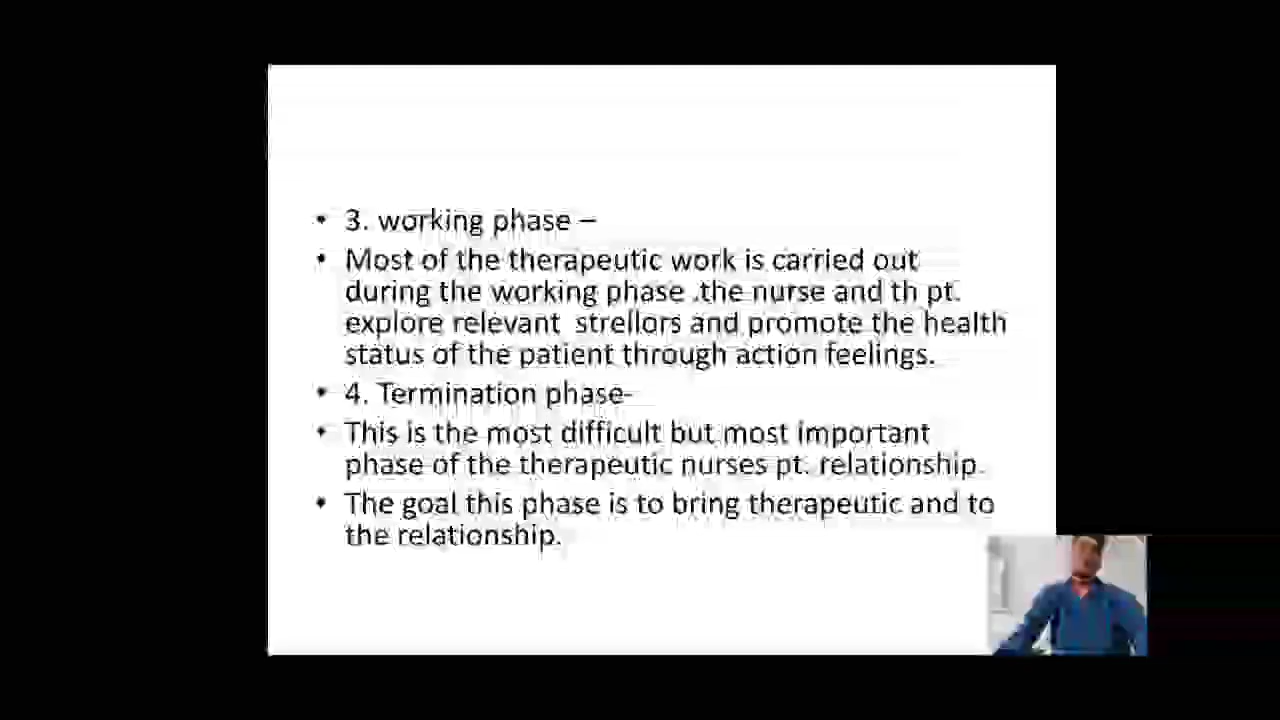 • 3. working phase –
• Most of the therapeutic work is carried out
during the working phase .the nurse and th pt.
explore relevant strellors and promote the health
status of the patient through action feelings.
• 4. Termination phase-
• This is the most difficult but most important
phase of the therapeutic nurses pt. relationship.
• The goal this phase is to bring therapeutic and to
the relationship.